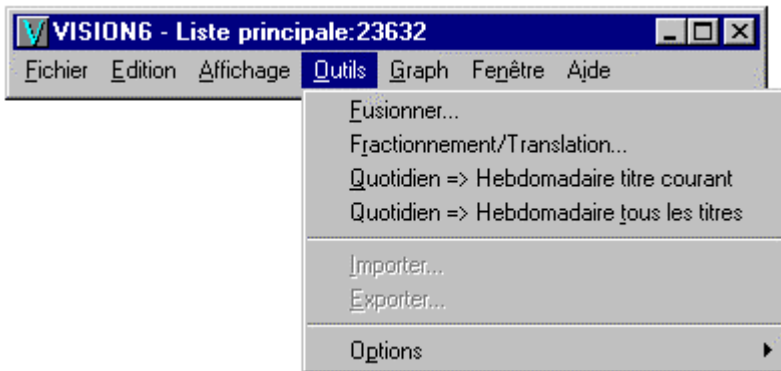 VISION6 - Liste principale:23632
Fichier Edition Affichage Outils Graph Fenêtre Aide
Fusionner...
Fractionnement/Translation...
Quotidien => Hebdomadaire titre courant
Quotidien => Hebdomadaire tous les titres
Importer...
Exporter...
Options